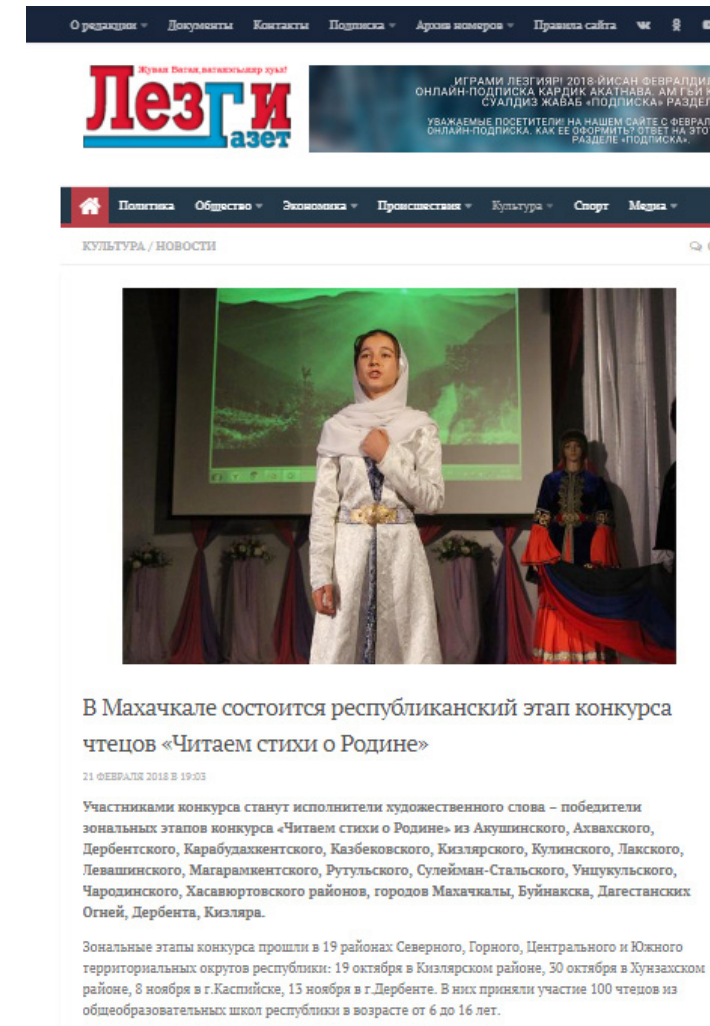 О редакции Документы Контакты Подписка Архив номеров Правила сайта
Лезги
газет
ИГРАМИ ЛЕЗГИЯР! 2018-ЙИСАН
ОНЛАЙН-ПОДПИСКА КАРДИК АКАТНАВА. АМ ГЬИ
СУАЛДИЗ ЖАВАБ «ПОДПИСКА»
УВАЖАЕМЫЕ ПОСЕТИТЕЛИ! НА НАШЕМ САЙТЕ С
ОНЛАЙН-ПОДПИСКА. КАК ЕЕ ОФОРМИТЬ? ОТВЕТ НА ЭТОТ
РАЗДЕЛЕ «ПОДПИСКА».
Политика Общество Экономика Происшествия Культура Спорт Медиа
КУЛЬТУРА / НОВОСТИ
В Махачкале состоится республиканский этап конкурса
чтецов «Читаем стихи о Родине»
21 ФЕВРАЛЯ 2018 В 19:03
Участниками конкурса станут исполнители художественного слова – победители
зональных этапов конкурса «Читаем стихи о Родине» из Акушинского, Ахвахского,
Дербентского, Карабудахкентского, Казбековского, Кизлярского, Кулинского, Лакского,
Левашинского, Магарамкентского, Рутульского, Сулейман-Стальского, Унцукульского,
Чародинского, Хасавюртовского районов, городов Махачкалы, Буйнакска, Дагестанских
Огней, Дербента, Кизляра.
Зональные этапы конкурса прошли в 19 районах Северного, Горного, Центрального и Южного
территориальных округов республики: 19 октября в Кизлярском районе, 30 октября в Хунзахском
районе, 8 ноября в г.Каспийске, 13 ноября в г.Дербенте. В них приняли участие 100 чтецов из
общеобразовательных школ республики в возрасте от 6 до 16 лет.